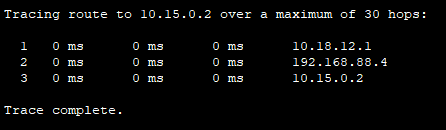 Tracing route to 10.15.0.2 over a maximum of 30 hops:
1 0 ms 0 ms 0 ms 10.18.12.1
2 0 ms 0 ms 0 ms 192.168.88.4
3 0 ms 0 ms 0 ms 10.15.0.2
Trace complete.